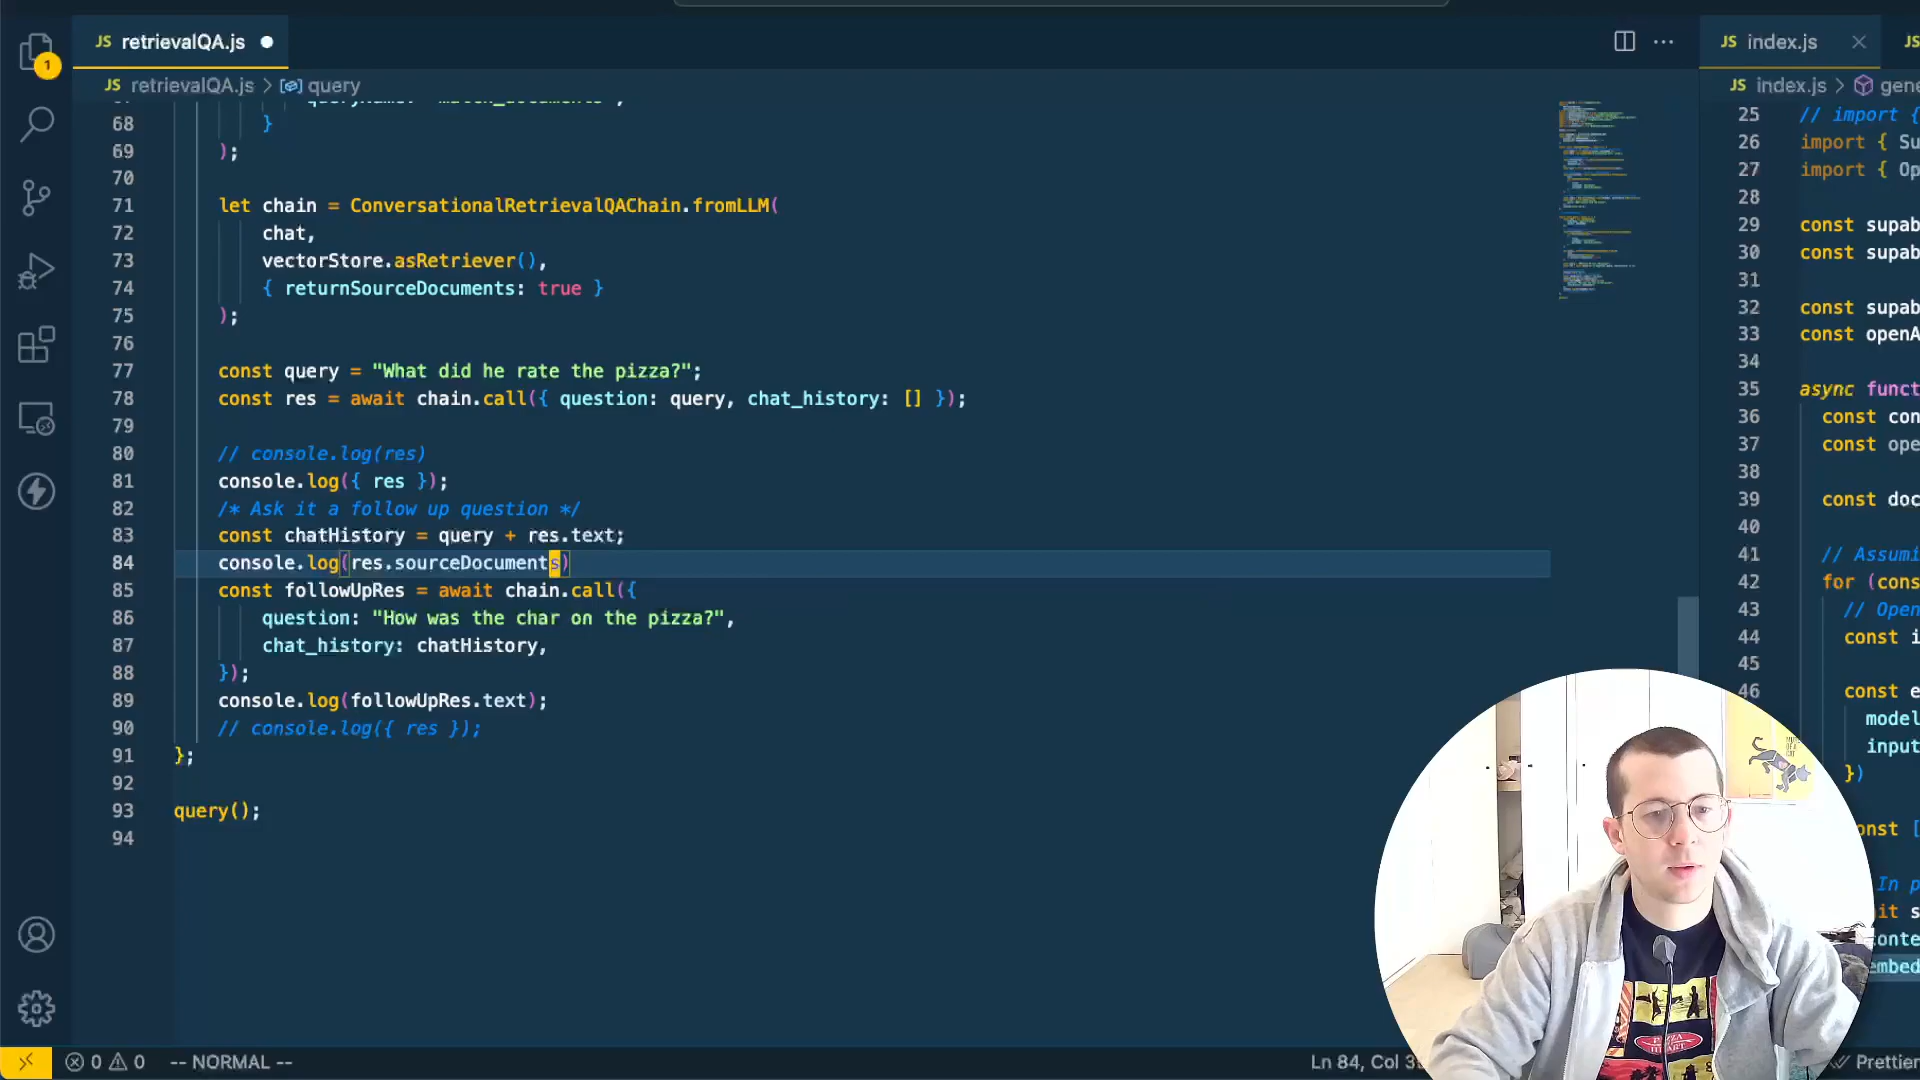 JS retrievalQA.js
JS index.js
JS
1
JS retrievalQA.js > query
JS index.js >
68 }
69 );
70
71 let chain = ConversationalRetrievalQAChain.fromLLM(
72 chat,
73 vectorStore.asRetriever(),
74 { returnSourceDocuments: true }
75 );
76
77 const query = "What did he rate the pizza?";
78 const res = await chain.call({ question: query, chat_history: [] });
79
80 // console.log(res)
81 console.log({ res });
82 /* Ask it a follow up question */
83 const chatHistory = query + res.text;
84 console.log(res.sourceDocuments)
85 const followUpRes = await chain.call({
86 question: "How was the char on the pizza?",
87 chat_history: chatHistory,
88 });
89 console.log(followUpRes.text);
90 // console.log({ res });
91 };
92
93 query();
94
25 // import {
26 import { Su
27 import { Op
28
29 const supab
30 const supab
31
32 const supab
33 const openA
34
35 async funct
36 const con
37 const ope
38
39 const doc
40
41 // Assumi
42 for (cons
43 // Open
44 const i
45
46 const e
model
input
})
onst [
In p
it s
onte
embed
PIZZA
HEART
0 0 -- NORMAL --
Ln 84, Col 3
Prettier